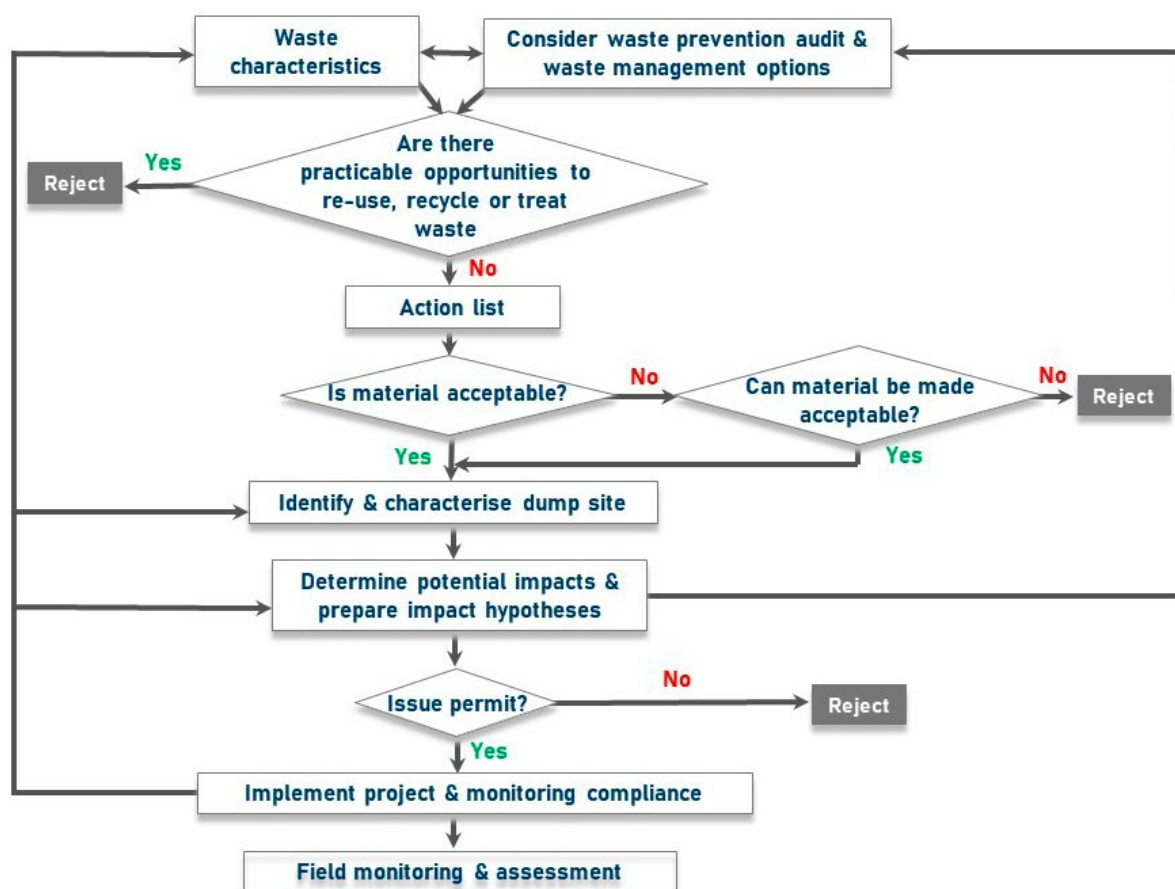 Waste
characteristics
Consider waste prevention audit &
waste management options
Are there
practicable opportunities to
re-use, recycle or treat
waste
Yes
Reject
No
Action list
Is material acceptable?
No
Can material be made
acceptable?
No
Reject
Yes
Yes
Identify & characterise dump site
Determine potential impacts &
prepare impact hypotheses
Issue permit?
No
Reject
Yes
Implement project & monitoring compliance
Field monitoring & assessment